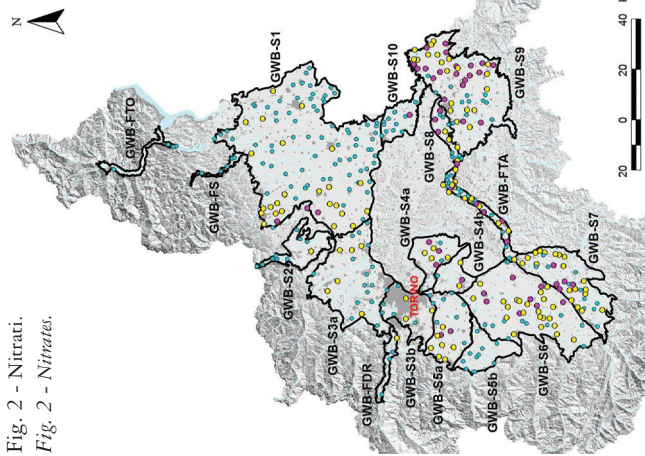 Fig. 2 - Nitrati.
Fig. 2 - Nitrates.
N
GWB-FTO
GWB-FS
GWB-S1
GWB-S2
GWB-S3a
GWB-FDR
GWB-S3b
TORINO
GWB-S4a
GWB-S10
GWB-S8
GWB-S9
GWB-S5a
GWB-S4b
GWB-FTA
GWB-S5b
GWB-S6
GWB-S7
20 0 20 40